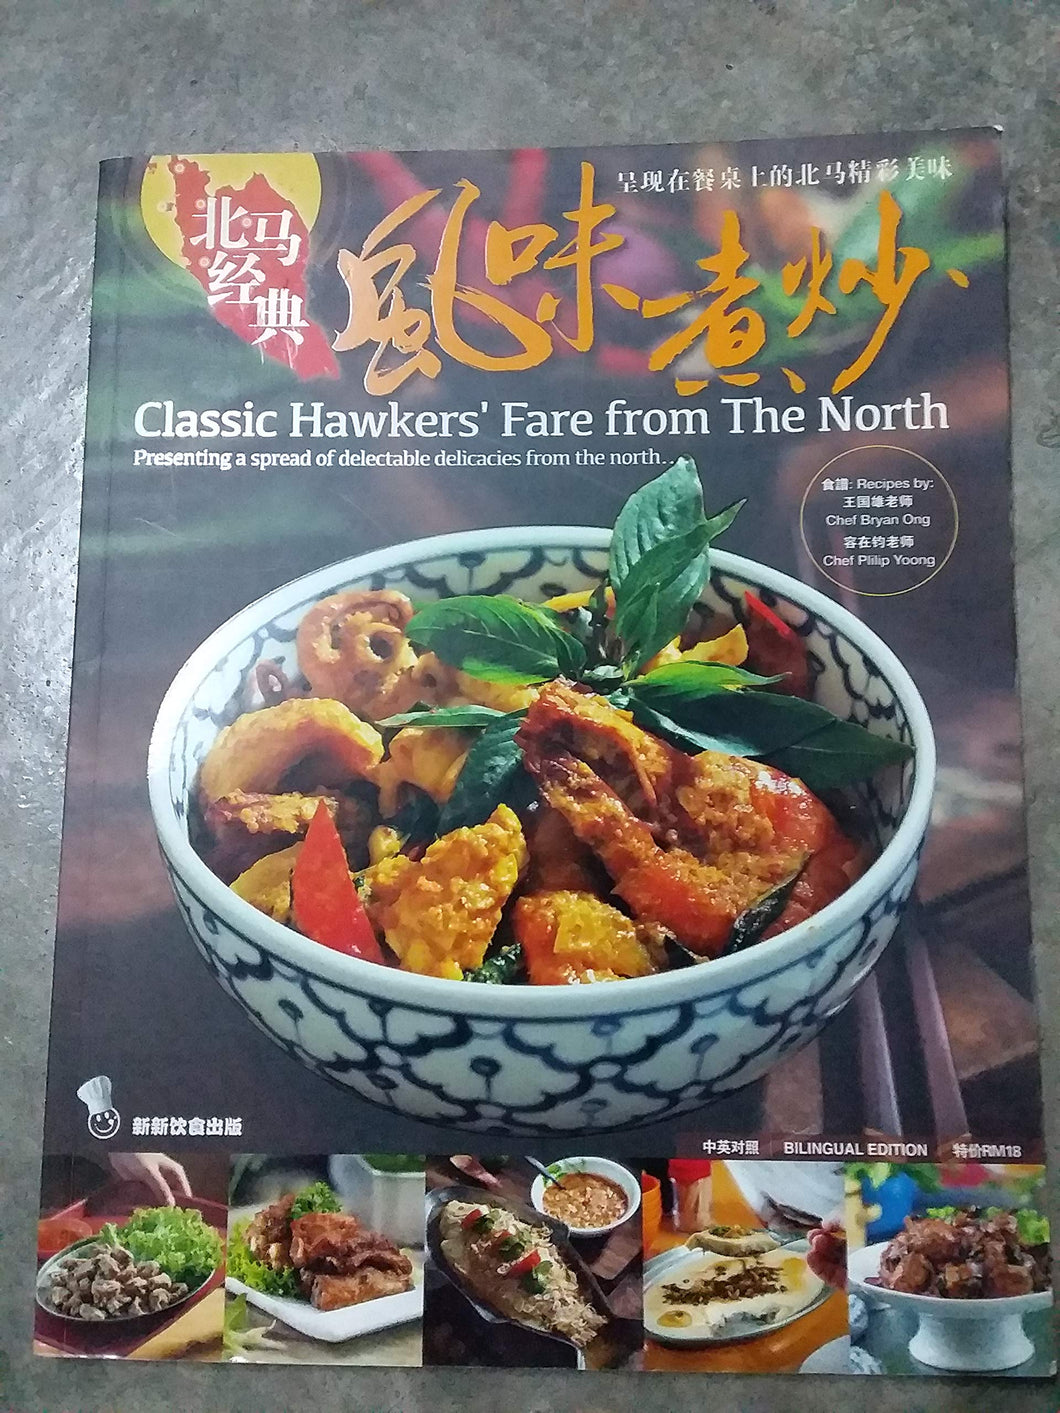 呈现在餐桌上的北马精彩美味
北马
经典
風味煮炒
Classic Hawkers' Fare from The North
Presenting a spread of delectable delicacies from the north...
食譜: Recipes by:
王国雄老师
Chef Bryan Ong
容在钧老师
Chef Plilip Yoong
新新饮食出版
中英对照 BILINGUAL EDITION 特价RM18